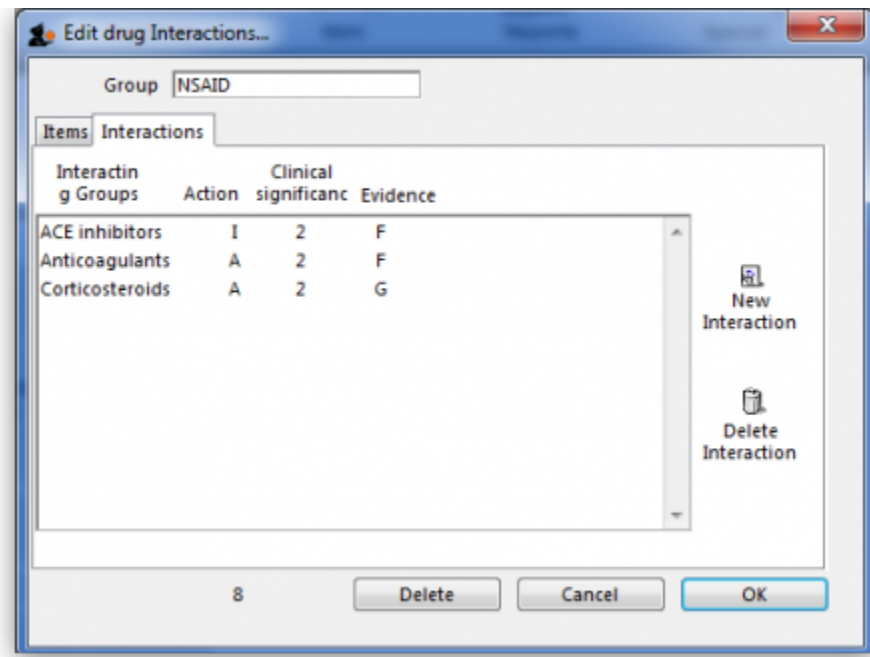 Edit drug Interactions...
Group NSAID
Items Interactions
Interactin
g Groups Action Clinical
significanc Evidence
ACE inhibitors I 2 F
Anticoagulants A 2 F
Corticosteroids A 2 G
New
Interaction
Delete
Interaction
8 Delete Cancel OK